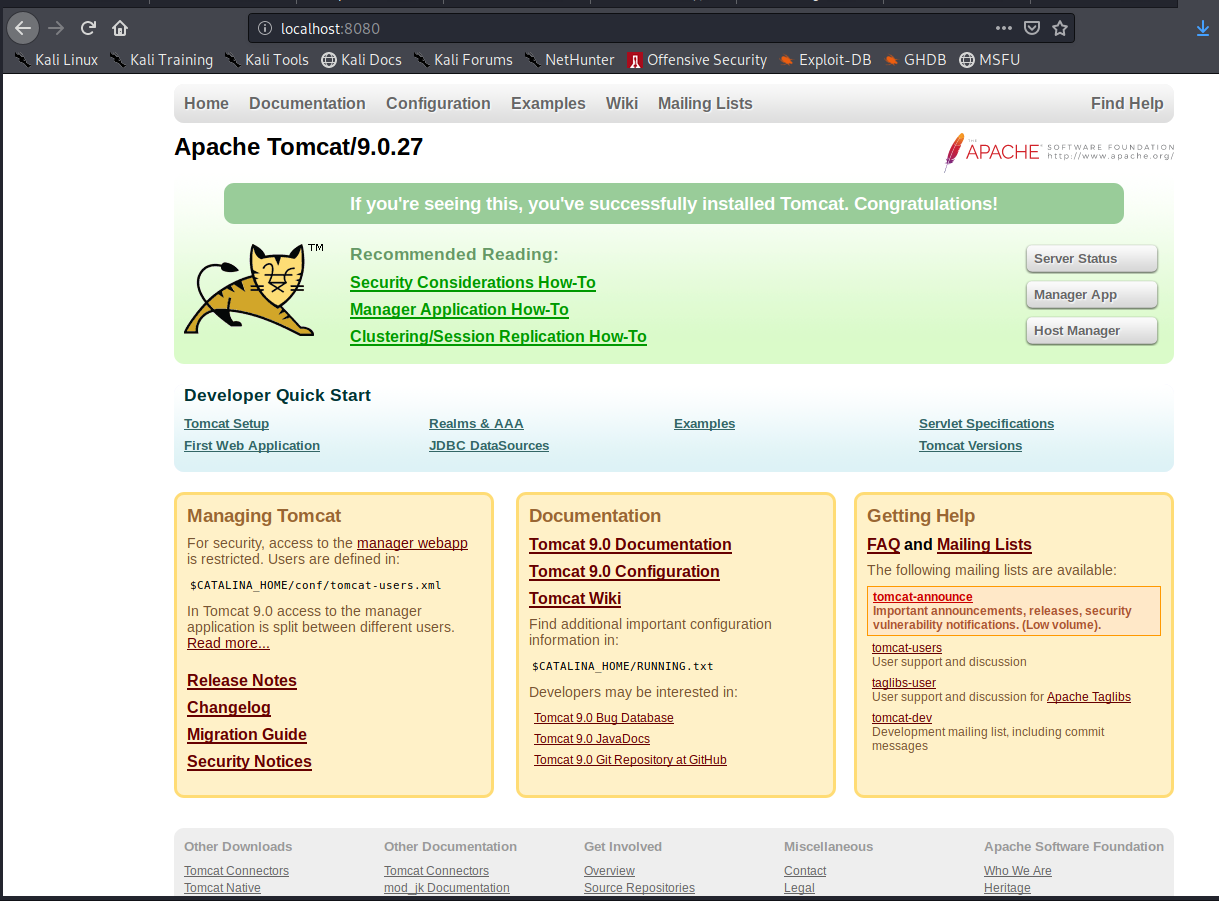 localhost:8080
Kali Linux Kali Training Kali Tools Kali Docs Kali Forums NetHunter Offensive Security Exploit-DB GHDB MSFU
Home Documentation Configuration Examples Wiki Mailing Lists Find Help
Apache Tomcat/9.0.27
THE
APACHE SOFTWARE FOUNDATION
http://www.apache.org/
If you're seeing this, you've successfully installed Tomcat. Congratulations!
TM
Recommended Reading:
Security Considerations How-To
Manager Application How-To
Clustering/Session Replication How-To
Server Status
Manager App
Host Manager
Developer Quick Start
Tomcat Setup
First Web Application
Realms & AAA
JDBC DataSources
Examples
Servlet Specifications
Tomcat Versions
Managing Tomcat
For security, access to the manager webapp
is restricted. Users are defined in:
$CATALINA_HOME/conf/tomcat-users.xml
In Tomcat 9.0 access to the manager
application is split between different users.
Read more...
Release Notes
Changelog
Migration Guide
Security Notices
Documentation
Tomcat 9.0 Documentation
Tomcat 9.0 Configuration
Tomcat Wiki
Find additional important configuration
information in:
$CATALINA_HOME/RUNNING.txt
Developers may be interested in:
Tomcat 9.0 Bug Database
Tomcat 9.0 JavaDocs
Tomcat 9.0 Git Repository at GitHub
Getting Help
FAQ and Mailing Lists
The following mailing lists are available:
tomcat-announce
Important announcements, releases, security
vulnerability notifications. (Low volume).
tomcat-users
User support and discussion
taglibs-user
User support and discussion for Apache Taglibs
tomcat-dev
Development mailing list, including commit
messages
Other Downloads
Tomcat Connectors
Tomcat Native
Other Documentation
Tomcat Connectors
mod_jk Documentation
Get Involved
Overview
Source Repositories
Miscellaneous
Contact
Legal
Apache Software Foundation
Who We Are
Heritage